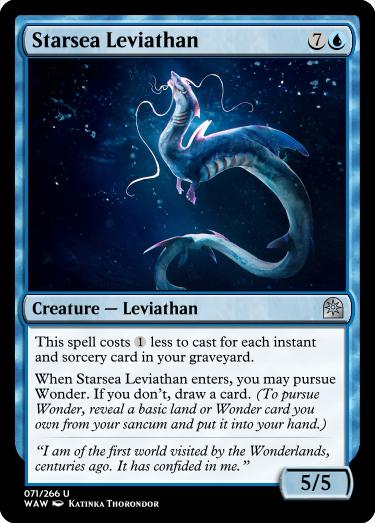 Starsea Leviathan 7
Creature — Leviathan
This spell costs 1 less to cast for each instant
and sorcery card in your graveyard.
When Starsea Leviathan enters, you may pursue
Wonder. If you don't, draw a card. (To pursue
Wonder, reveal a basic land or Wonder card you
own from your sancum and put it into your hand.)
"I am of the first world visited by the Wonderlands,
centuries ago. It has confided in me."
5/5
071/266 U
WAW Katinka Thorondor